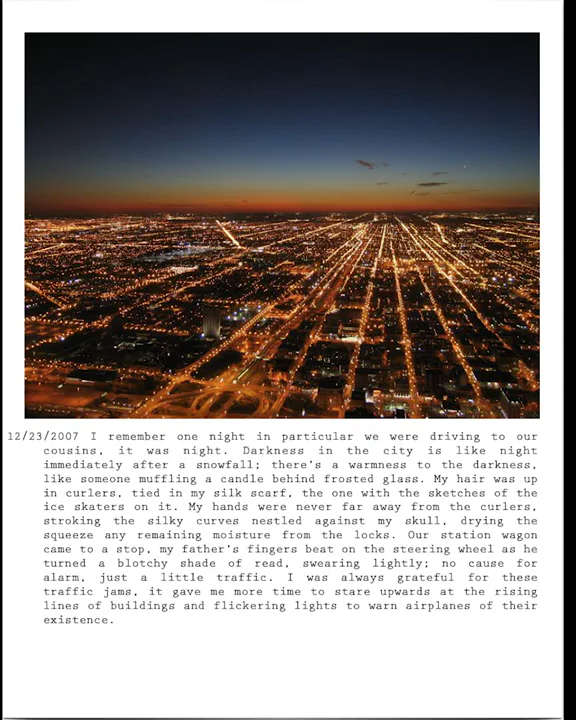 12/23/2007 I remember one night in particular we were driving to our
cousins, it was night. Darkness in the city is like night
immediately after a snowfall; there's a warmness to the darkness,
like someone muffling a candle behind frosted glass. My hair was up
in curlers, tied in my silk scarf, the one with the sketches of the
ice skaters on it. My hands were never far away from the curlers,
stroking the silky curves nestled against my skull, drying the
squeeze any remaining moisture from the locks. Our station wagon
came to a stop, my father's fingers beat on the steering wheel as he
turned a blotchy shade of read, swearing lightly; no cause for
alarm, just a little traffic. I was always grateful for these
traffic jams, it gave me more time to stare upwards at the rising
lines of buildings and flickering lights to warn airplanes of their
existence.